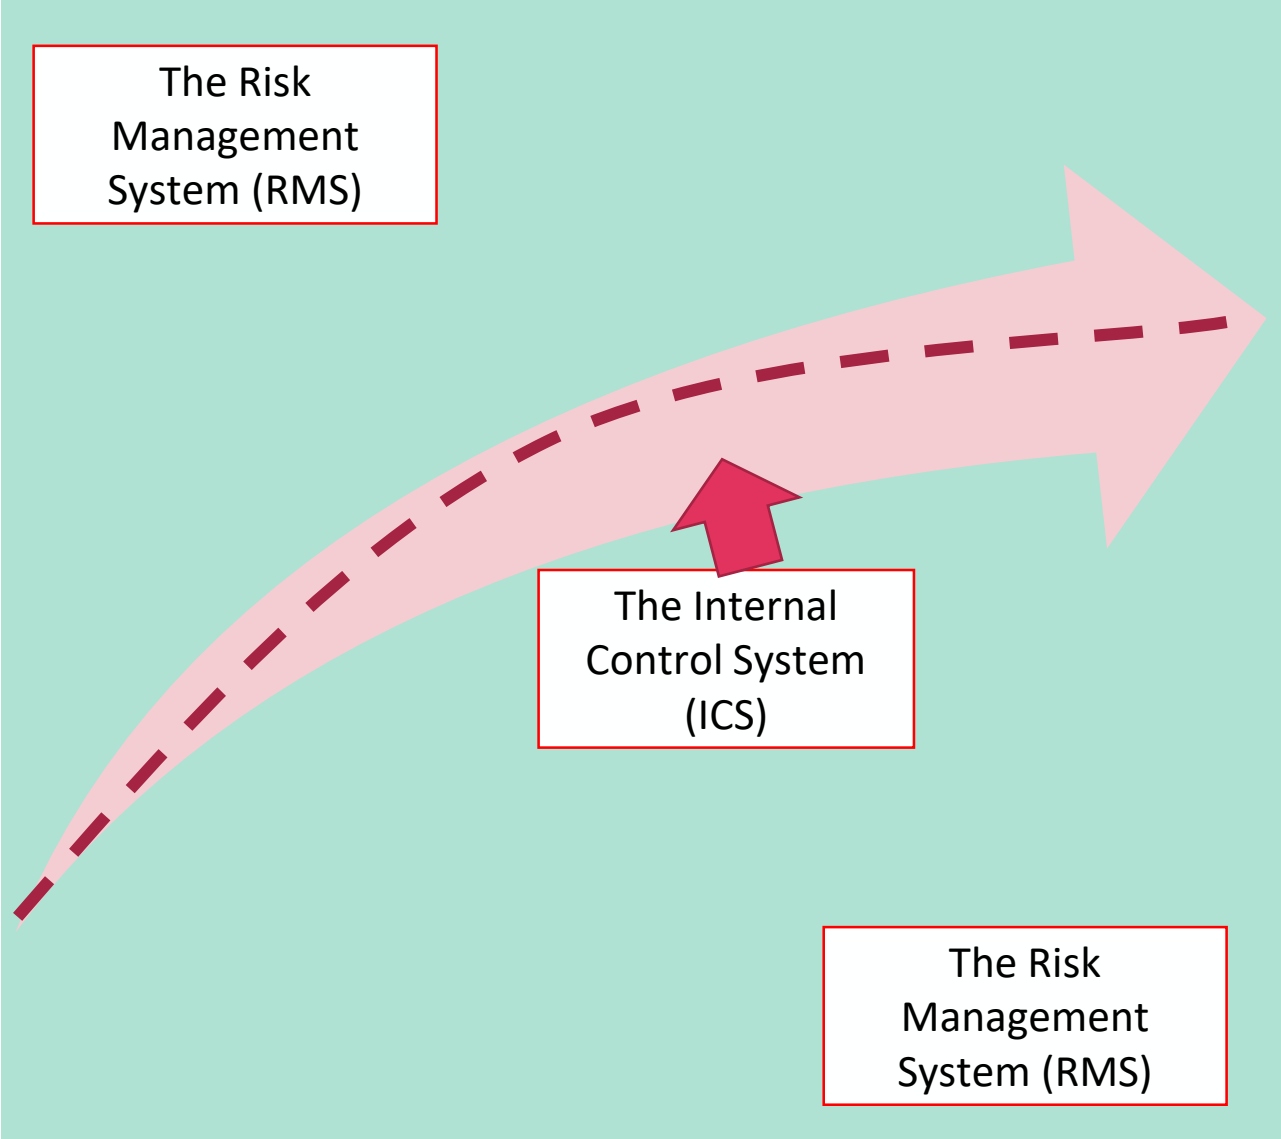 The Risk
Management
System (RMS)
The Internal
Control System
(ICS)
The Risk
Management
System (RMS)